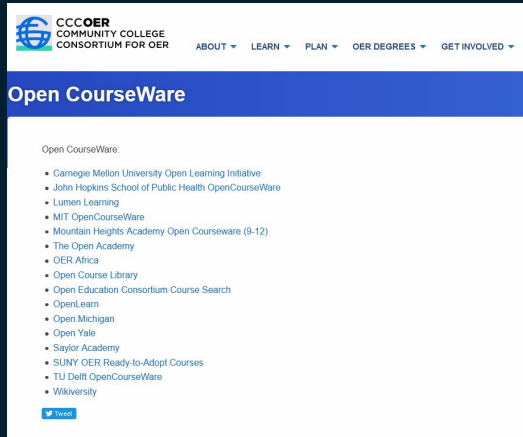 CCCOER
COMMUNITY COLLEGE
CONSORTIUM FOR OER
ABOUT LEARN PLAN OER DEGREES GET INVOLVED
Open CourseWare
Open CourseWare:
Carnegie Mellon University Open Learning Initiative
John Hopkins School of Public Health OpenCourseWare
Lumen Learning
MIT OpenCourseWare
Mountain Heights Academy Open Courseware (9-12)
The Open Academy
OER Africa
Open Course Library
Open Education Consortium Course Search
OpenLearn
Open.Michigan
Open Yale
Saylor Academy
SUNY OER Ready-to-Adopt Courses
TU Delft OpenCourseWare
Wikiversity
Tweet